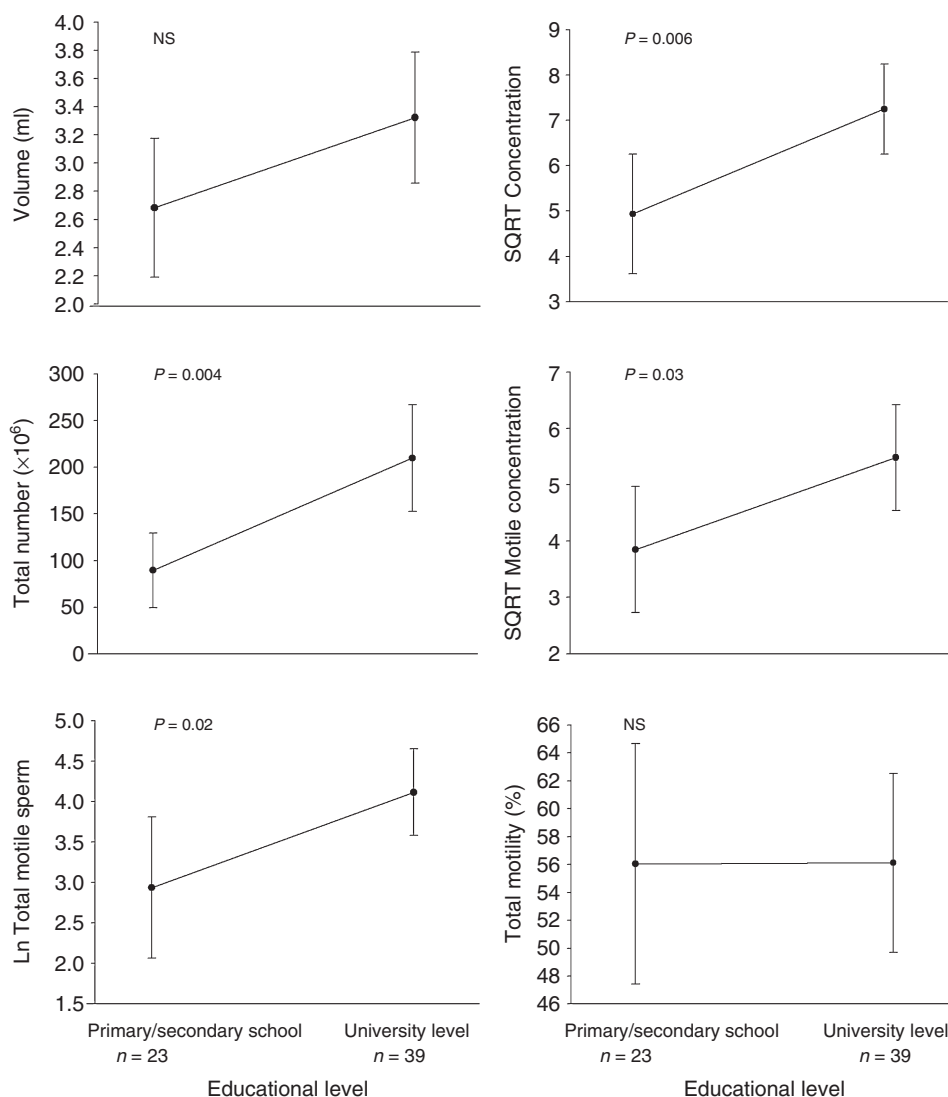 NS
Volume (ml)
4.0
3.8
3.6
3.4
3.2
3.0
2.8
2.6
2.4
2.2
2.0
P = 0.006
SQRT Concentration
9
8
7
6
5
4
3
P = 0.004
Total number (×10⁶)
300
250
200
150
100
50
0
P = 0.03
SQRT Motile concentration
7
6
5
4
3
2
P = 0.02
Ln Total motile sperm
5.0
4.5
4.0
3.5
3.0
2.5
2.0
1.5
Primary/secondary school University level
n = 23 n = 39
Educational level
NS
Total motility (%)
66
64
62
60
58
56
54
52
50
48
46
Primary/secondary school University level
n = 23 n = 39
Educational level